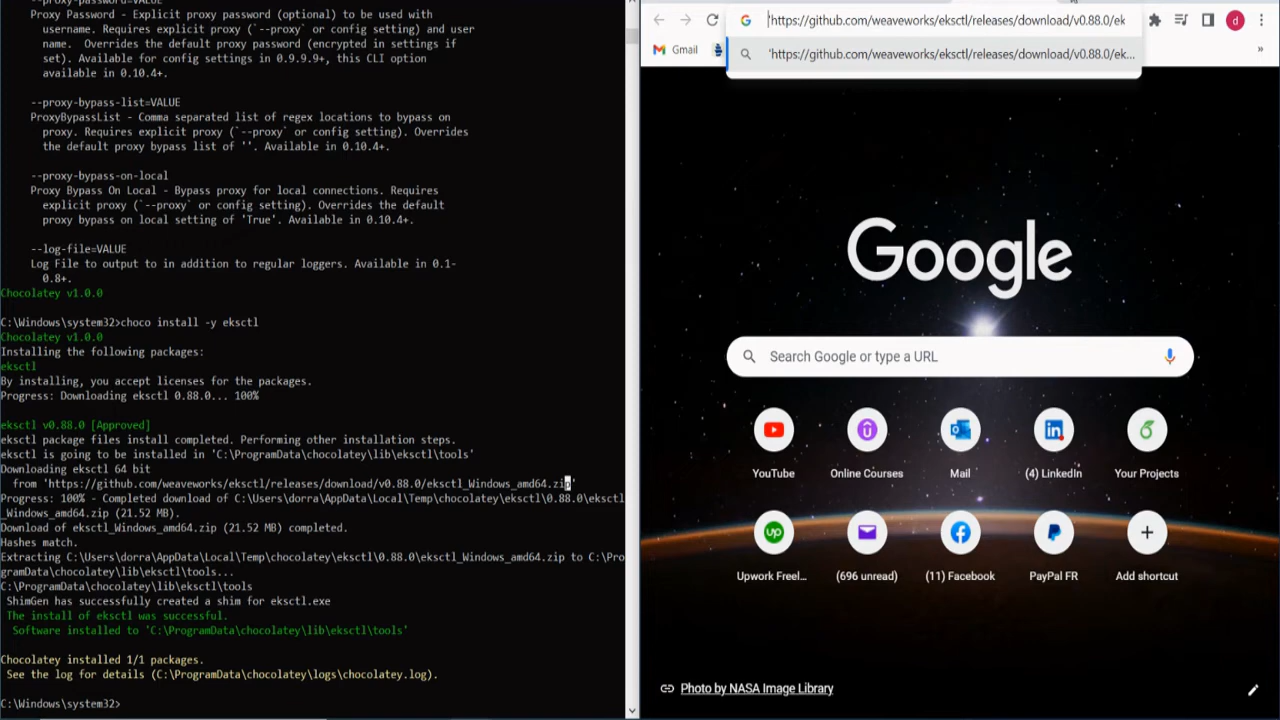 --proxy-password=VALUE
Proxy Password - Explicit proxy password (optional) to be used with
username. Requires explicit proxy (`--proxy` or config setting) and user
name.  Overrides the default proxy password (encrypted in settings if
set). Available for config settings in 0.9.9.9+, this CLI option
available in 0.10.4+.
--proxy-bypass-list=VALUE
ProxyBypassList - Comma separated list of regex locations to bypass on
proxy. Requires explicit proxy (`--proxy` or config setting). Overrides
the default proxy bypass list of ''. Available in 0.10.4+.
--proxy-bypass-on-local
Proxy Bypass On Local - Bypass proxy for local connections. Requires
explicit proxy (`--proxy` or config setting). Overrides the default
proxy bypass on local setting of 'True'. Available in 0.10.4+.
--log-file=VALUE
Log File to output to in addition to regular loggers. Available in 0.1-
0.8+.
Chocolatey v1.0.0
C:\Windows\system32>choco install -y eksctl
Chocolatey v1.0.0
Installing the following packages:
eksctl
By installing, you accept licenses for the packages.
Progress: Downloading eksctl 0.88.0... 100%
eksctl v0.88.0 [Approved]
eksctl package files install completed. Performing other installation steps.
eksctl is going to be installed in 'C:\ProgramData\chocolatey\lib\eksctl\tools'
Downloading eksctl 64 bit
from 'https://github.com/weaveworks/eksctl/releases/download/v0.88.0/eksctl_Windows_amd64.zip'
Progress: 100% - Completed download of C:\Users\dorra\AppData\Local\Temp\chocolatey\eksctl\0.88.0\eksctl
_Windows_amd64.zip (21.52 MB).
Download of eksctl_Windows_amd64.zip (21.52 MB) completed.
Hashes match.
Extracting C:\Users\dorra\AppData\Local\Temp\chocolatey\eksctl\0.88.0\eksctl_Windows_amd64.zip to C:\Pro
gramData\chocolatey\lib\eksctl\tools...
C:\ProgramData\chocolatey\lib\eksctl\tools
ShimGen has successfully created a shim for eksctl.exe
The install of eksctl was successful.
Software installed to 'C:\ProgramData\chocolatey\lib\eksctl\tools'
Chocolatey installed 1/1 packages.
See the log for details (C:\ProgramData\chocolatey\logs\chocolatey.log).
C:\Windows\system32>
'https://github.com/weaveworks/eksctl/releases/download/v0.88.0/ek
d
Gmail
'https://github.com/weaveworks/eksctl/releases/download/v0.88.0/ek...
»
Google
Search Google or type a URL
YouTube
Online Courses
Mail
(4) LinkedIn
Your Projects
Upwork Freel...
(696 unread)
(11) Facebook
PayPal FR
Add shortcut
Photo by NASA Image Library